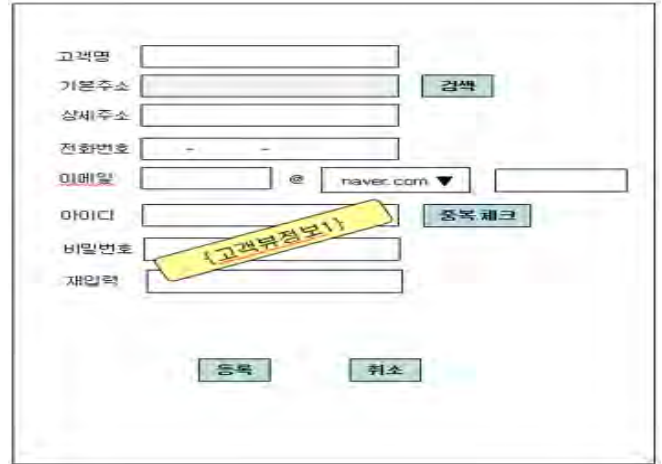 고객명
기본주소 검색
상세주소
전화번호 - -
이메일 @ naver.com ▼
아이디 중복체크
{고객뷰정보1}
비밀번호
재입력
등록 취소